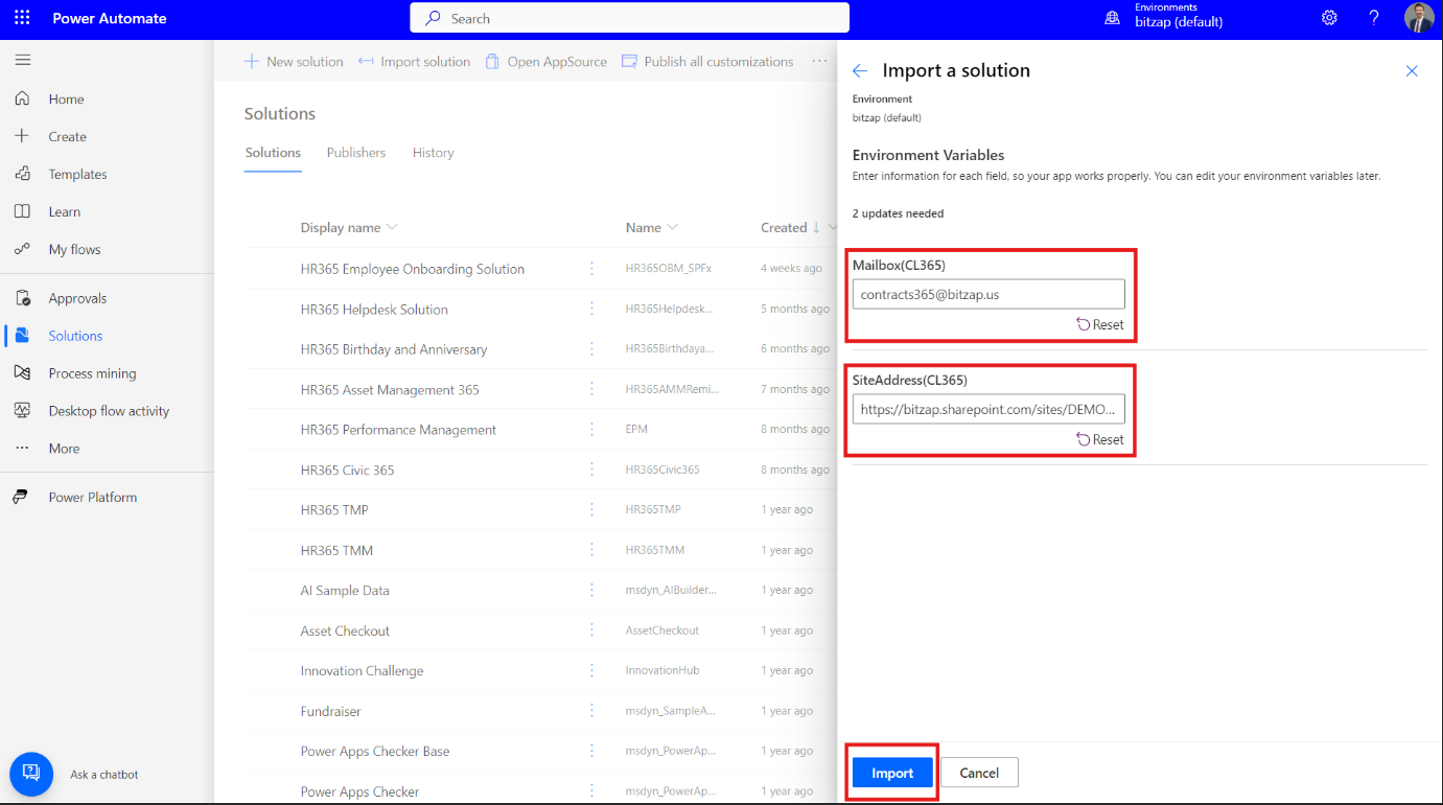 Power Automate
Search
Environments
bitzap (default)
?
New solution
Import solution
Open AppSource
Publish all customizations
...
Home
Create
Templates
Learn
My flows
Approvals
Solutions
Process mining
Desktop flow activity
More
Power Platform
Ask a chatbot
Solutions
Solutions Publishers History
Display name Name Created
HR365 Employee Onboarding Solution HR365OBM_SPFx 4 weeks ago
HR365 Helpdesk Solution HR365Helpdesk... 5 months ago
HR365 Birthday and Anniversary HR365Birthdaya... 6 months ago
HR365 Asset Management 365 HR365AMMRemi... 7 months ago
HR365 Performance Management EPM 8 months ago
HR365 Civic 365 HR365Civic365 8 months ago
HR365 TMP HR365TMP 1 year ago
HR365 TMM HR365TMM 1 year ago
AI Sample Data msdyn_AIBuilder... 1 year ago
Asset Checkout AssetCheckout 1 year ago
Innovation Challenge InnovationHub 1 year ago
Fundraiser msdyn_SampleA... 1 year ago
Power Apps Checker Base msdyn_PowerAp... 1 year ago
Power Apps Checker msdyn_PowerAp... 1 year ago
Import a solution
Environment
bitzap (default)
Environment Variables
Enter information for each field, so your app works properly. You can edit your environment variables later.
2 updates needed
Mailbox(CL365)
contracts365@bitzap.us
Reset
SiteAddress(CL365)
https://bitzap.sharepoint.com/sites/DEMO...
Reset
Import Cancel